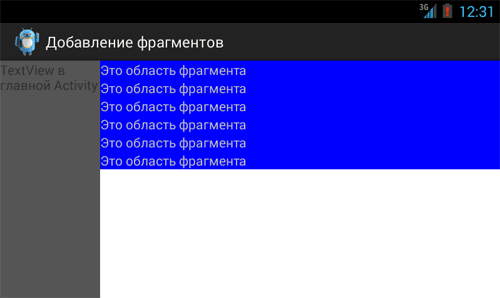 3G
12:31
Добавление фрагментов
TextView в
главной Activity
Это область фрагмента
Это область фрагмента
Это область фрагмента
Это область фрагмента
Это область фрагмента
Это область фрагмента